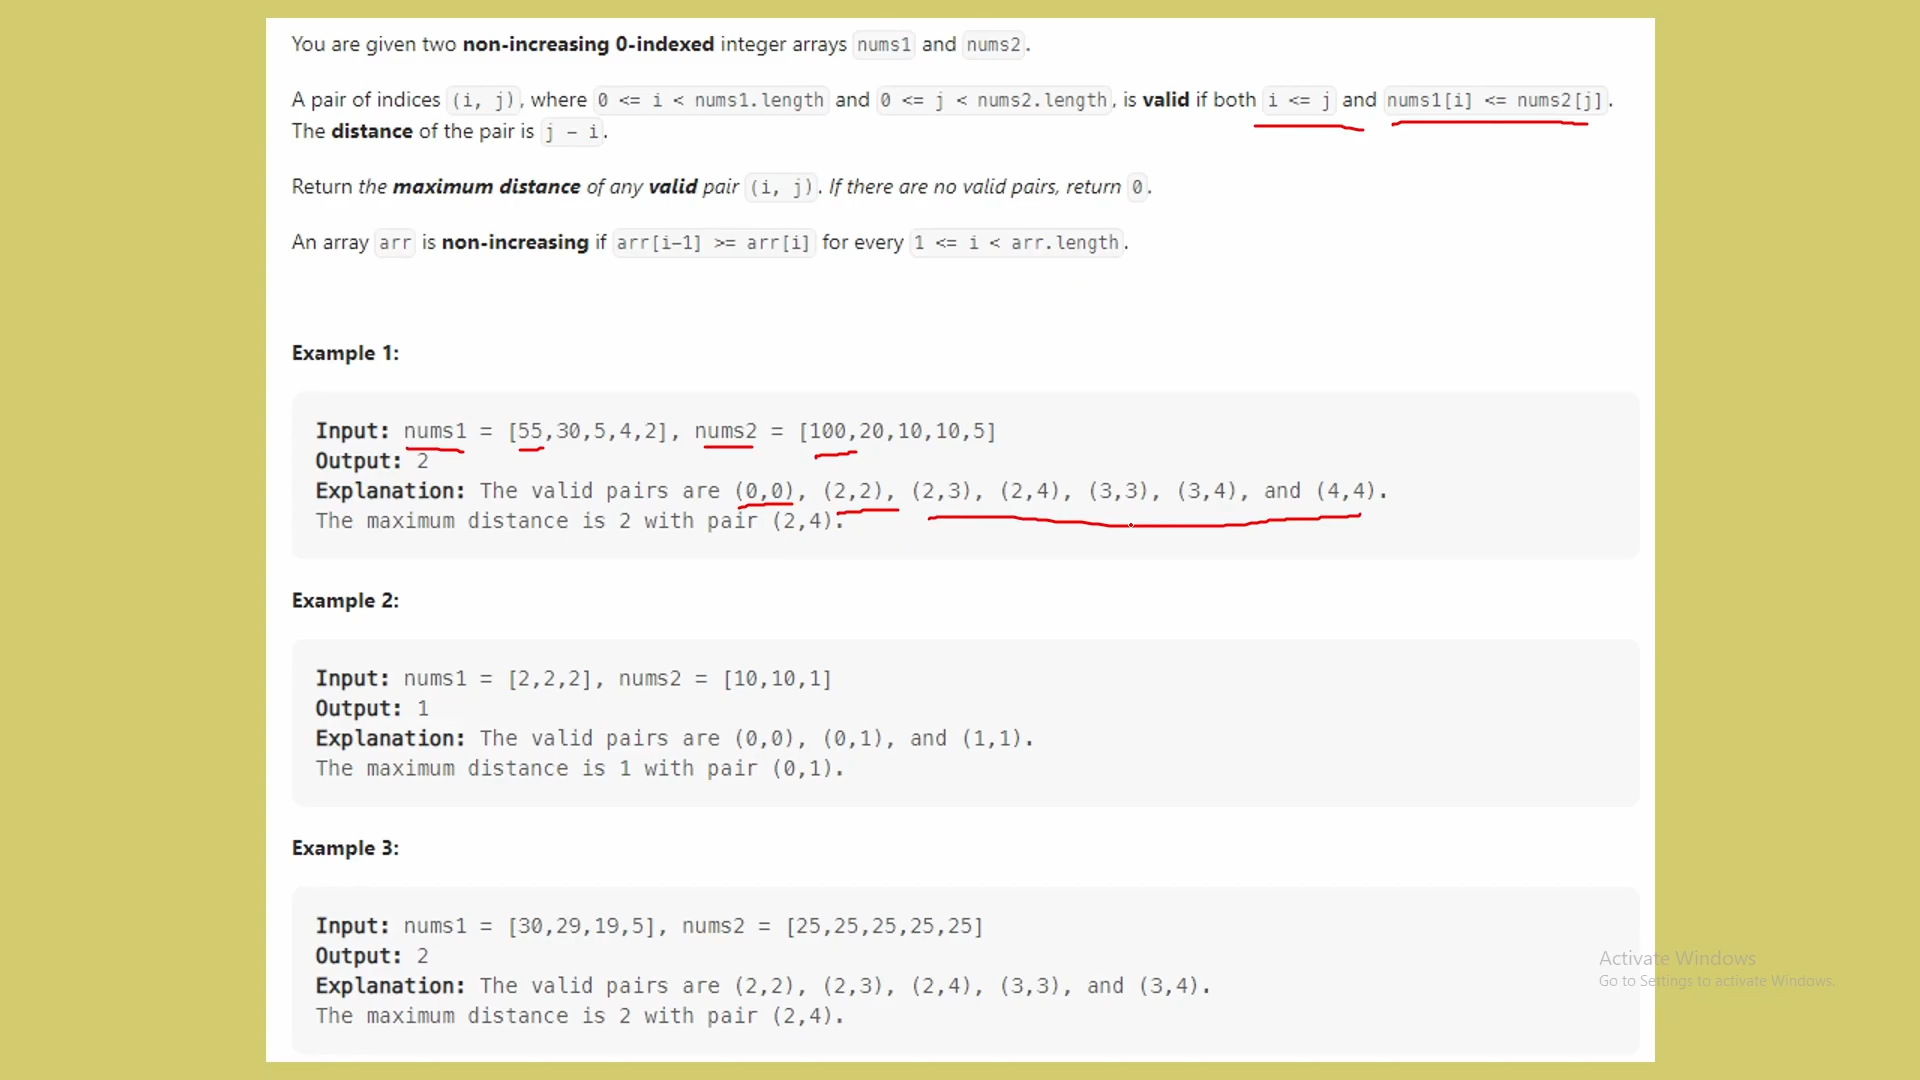 You are given two non-increasing 0-indexed integer arrays nums1 and nums2.
A pair of indices (i, j), where 0 <= i < nums1.length and 0 <= j < nums2.length, is valid if both i <= j and nums1[i] <= nums2[j].
The distance of the pair is j - i.
Return the maximum distance of any valid pair (i, j). If there are no valid pairs, return 0.
An array arr is non-increasing if arr[i-1] >= arr[i] for every 1 <= i < arr.length.
Example 1:
Input: nums1 = [55,30,5,4,2], nums2 = [100,20,10,10,5]
Output: 2
Explanation: The valid pairs are (0,0), (2,2), (2,3), (2,4), (3,3), (3,4), and (4,4).
The maximum distance is 2 with pair (2,4).
Example 2:
Input: nums1 = [2,2,2], nums2 = [10,10,1]
Output: 1
Explanation: The valid pairs are (0,0), (0,1), and (1,1).
The maximum distance is 1 with pair (0,1).
Example 3:
Input: nums1 = [30,29,19,5], nums2 = [25,25,25,25,25]
Output: 2
Explanation: The valid pairs are (2,2), (2,3), (2,4), (3,3), and (3,4).
The maximum distance is 2 with pair (2,4).
Activate Windows
Go to Settings to activate Windows.